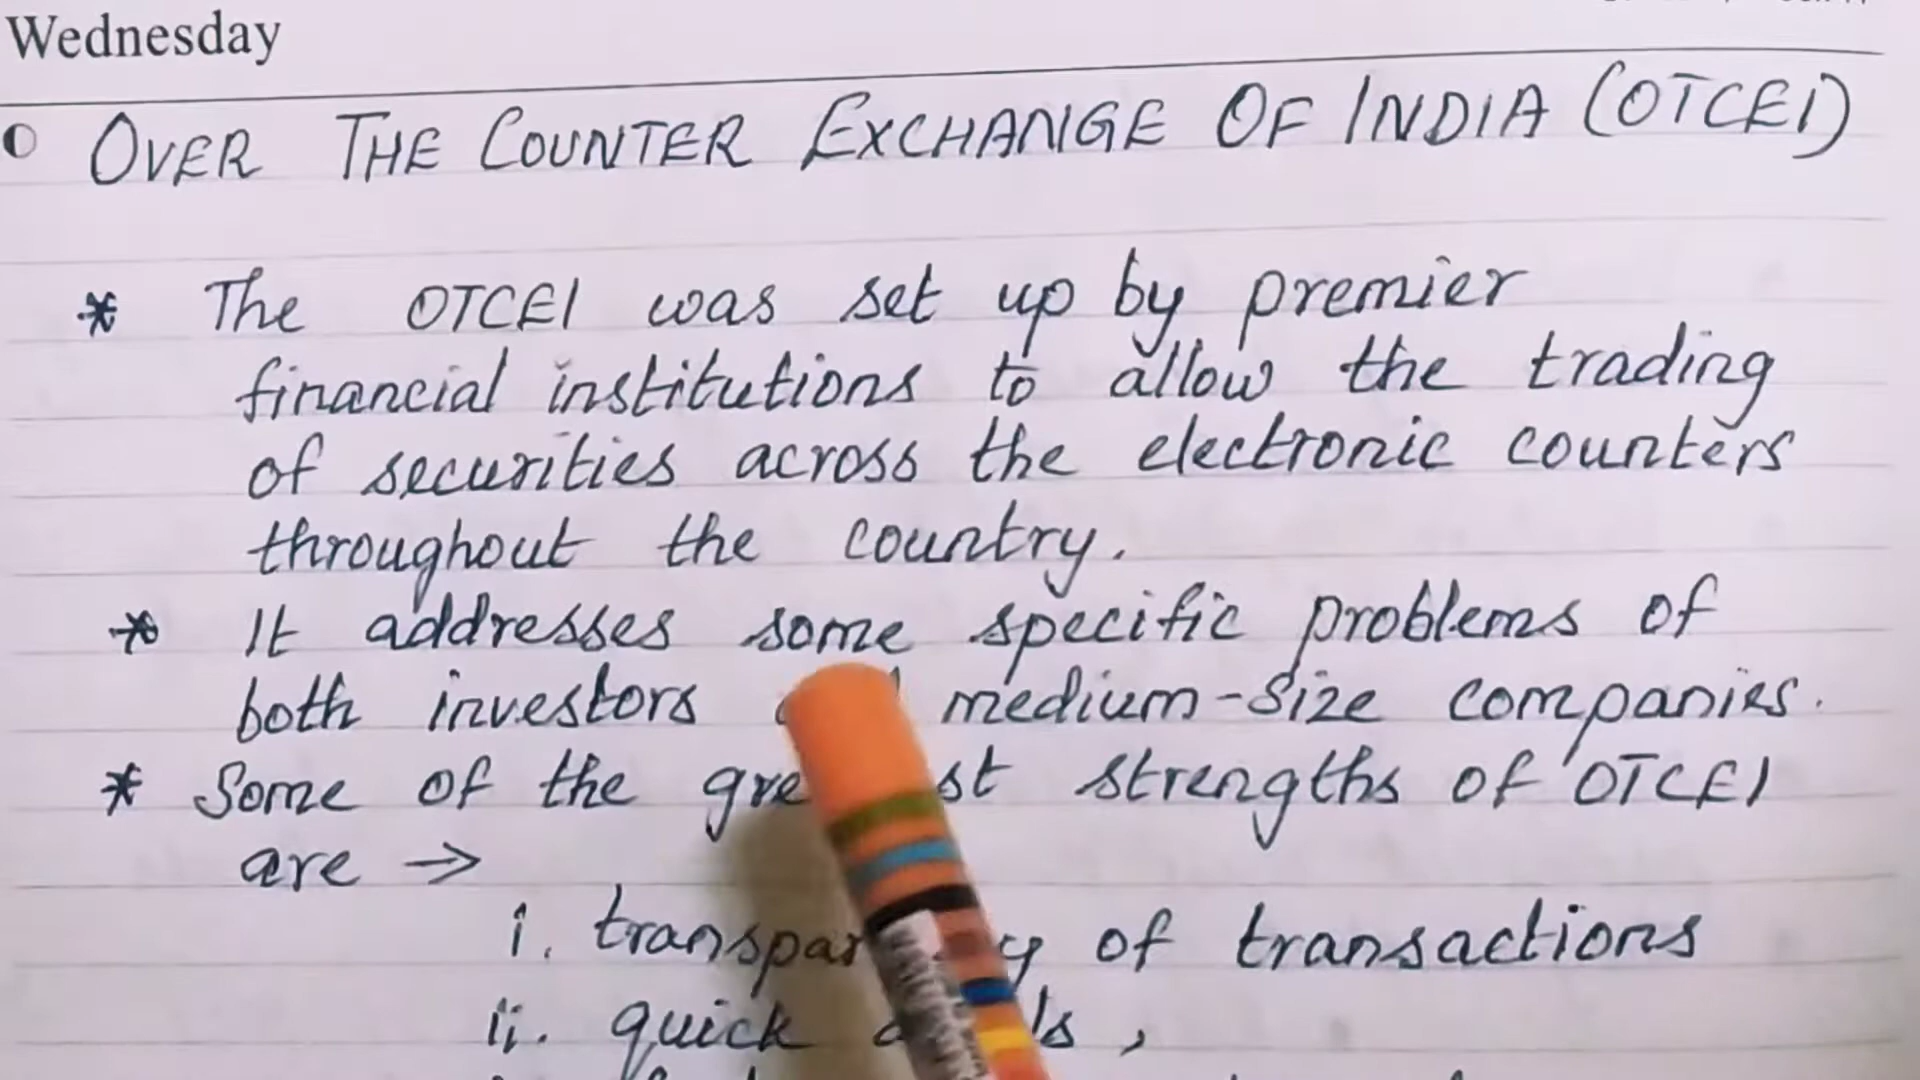 Wednesday
OVER THE COUNTER EXCHANGE OF INDIA (OTCEI)
* The OTCEI was set up by premier
financial institutions to allow the trading
of securities across the electronic counters
throughout the country.
* It addresses some specific problems of
both investors medium-size companies.
* Some of the strengths of OTCEI
are →
i. of transactions
ii. quick ,